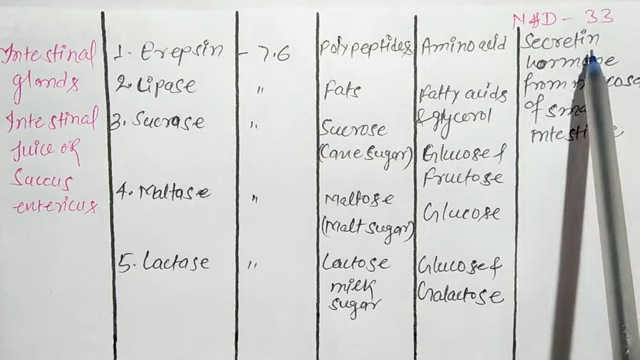 N&D - 33
Intestinal glands
Intestinal Juice or Succus entericus
1. Erepsin - 7.6 Polypeptides Amino acid
2. Lipase " Fats Fatty acids & glycerol
3. Sucrase " Sucrose (Cane sugar) Glucose & fructose
4. Maltase " Maltose (Malt sugar) Glucose
5. Lactase " Lactose milk sugar Glucose & Galactose
Secretin
hormone
from
of small
intestine